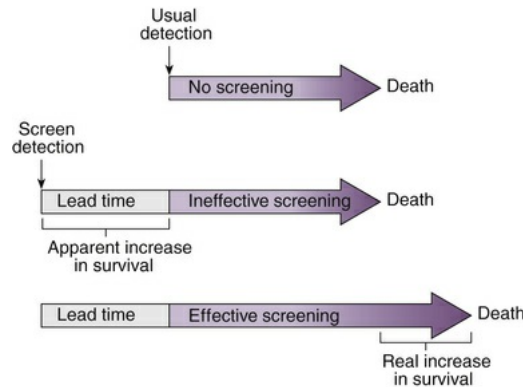 Usual
detection
No screening
Death
Screen
detection
Lead time
Ineffective screening
Death
Apparent increase
in survival
Lead time
Effective screening
Death
Real increase
in survival